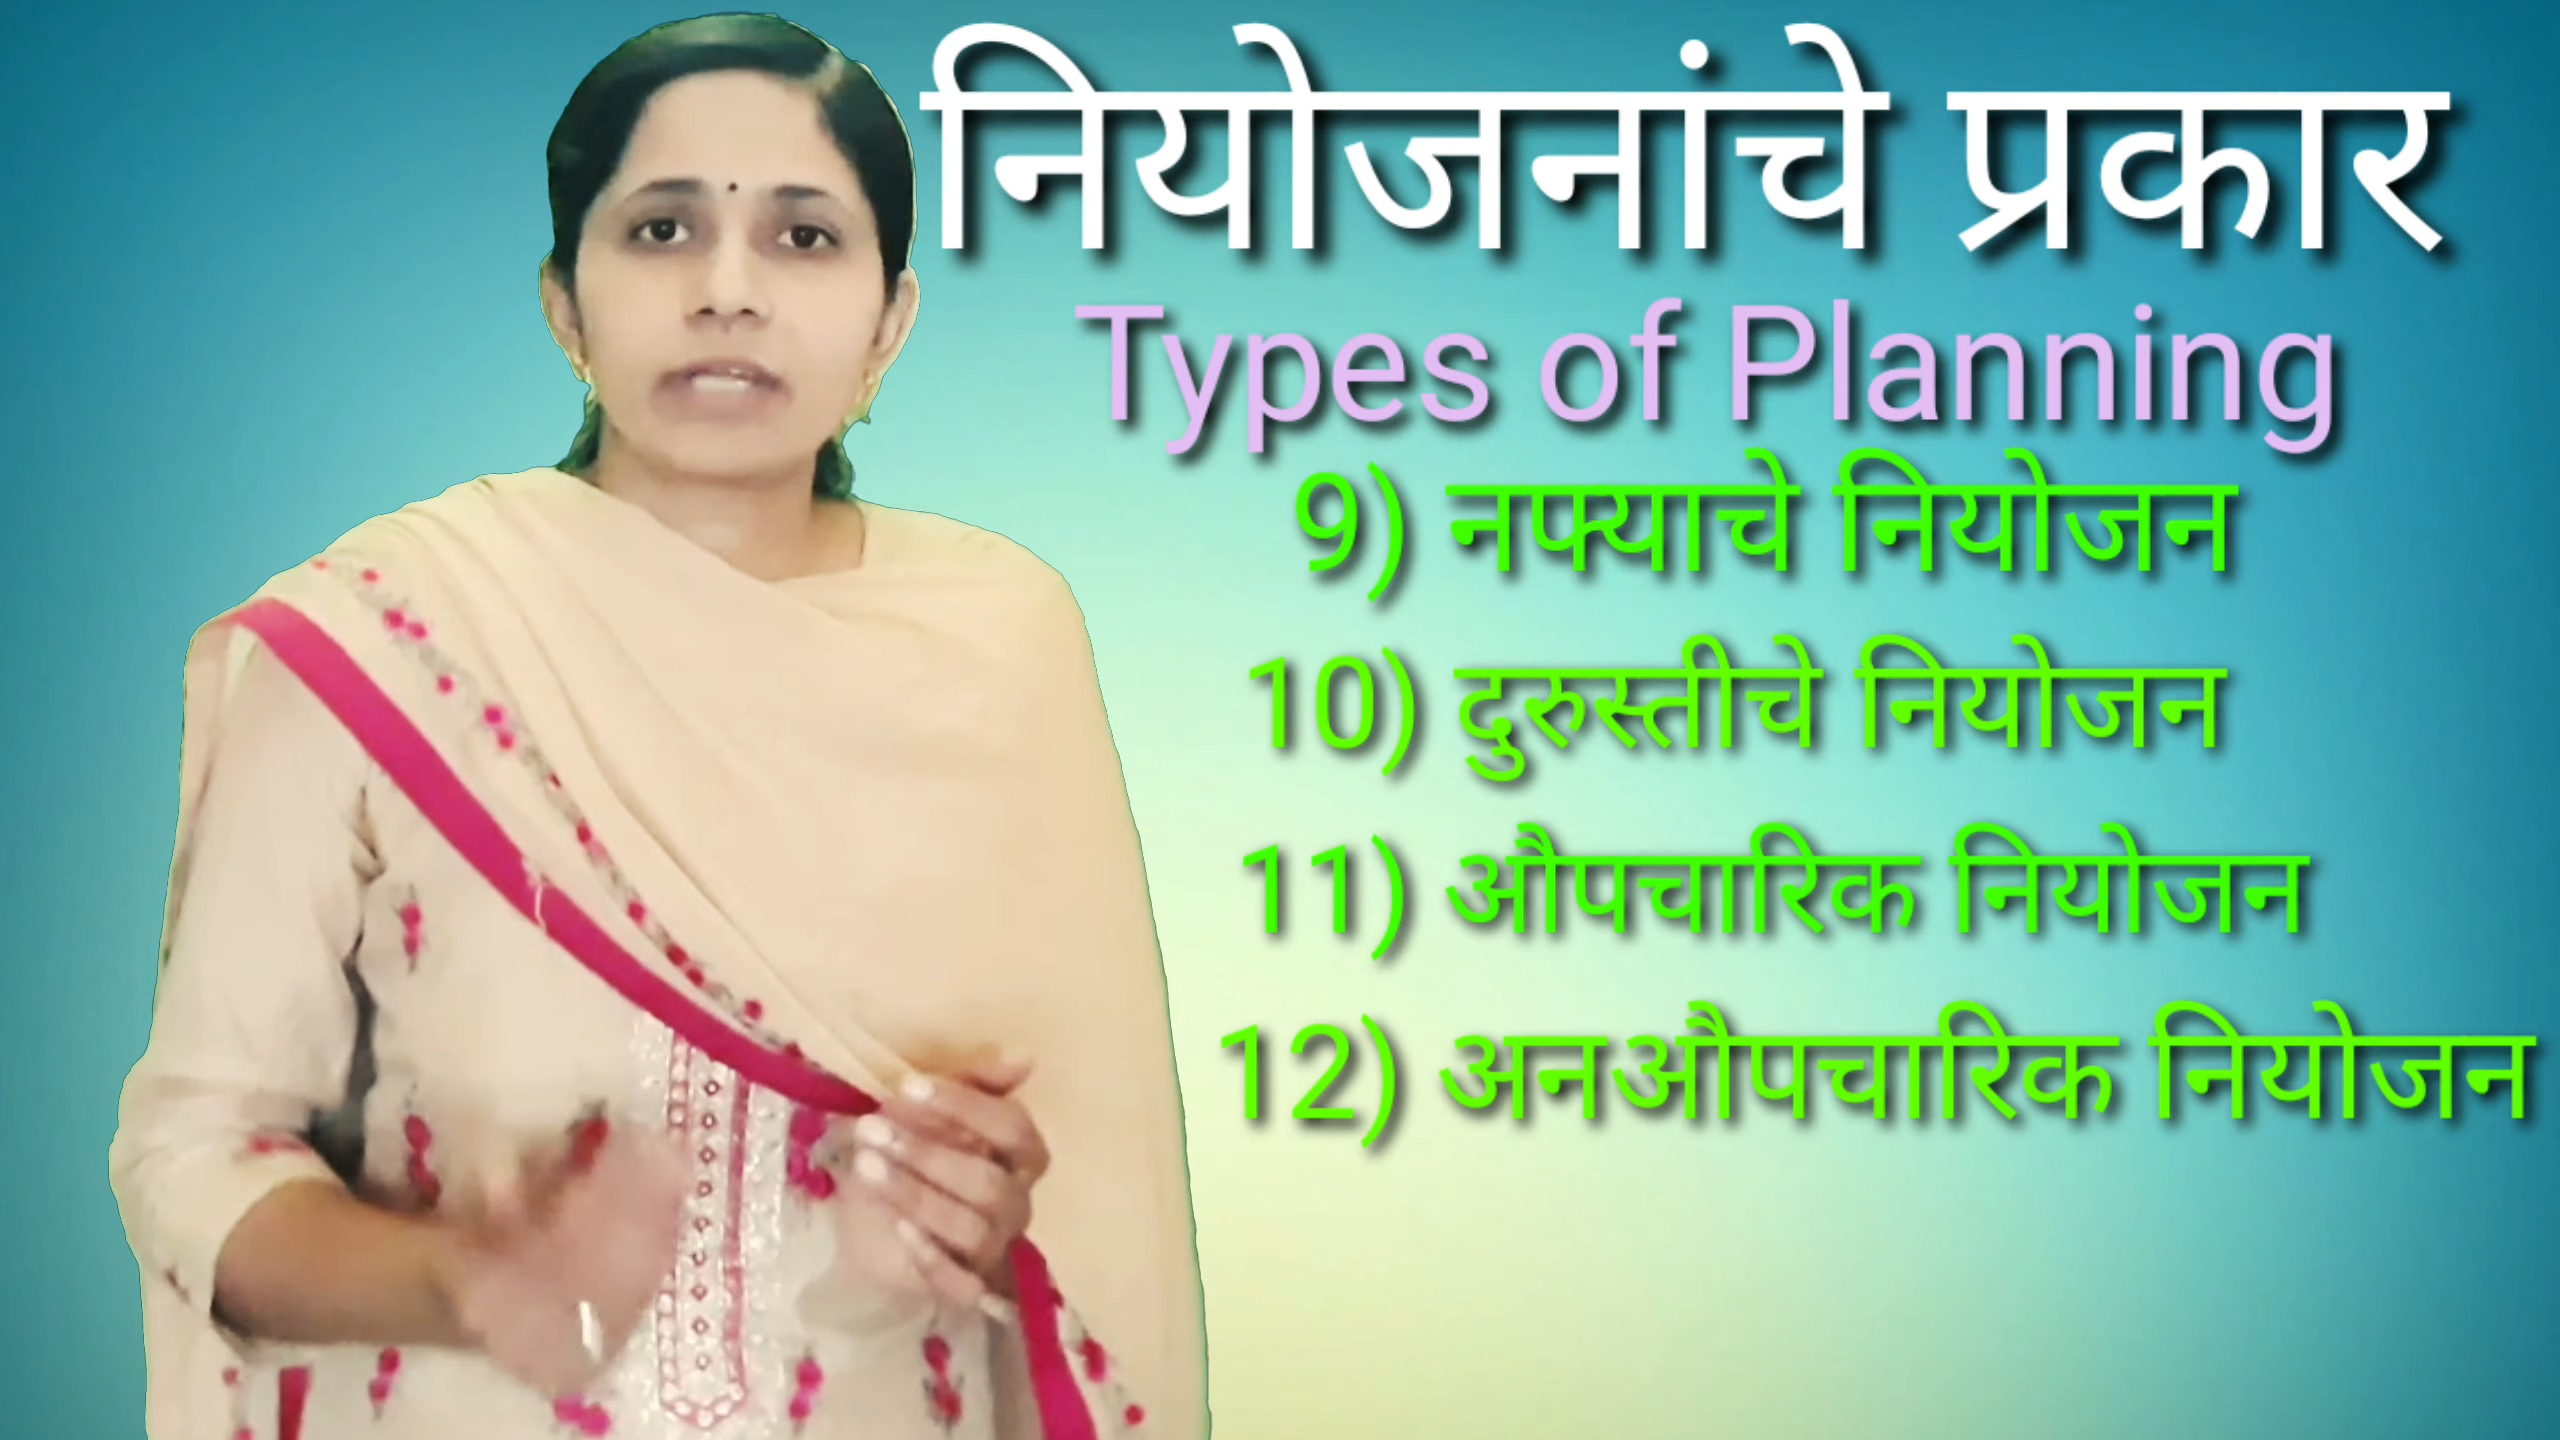 नियोजनांचे प्रकार
Types of Planning
9) नफ्याचे नियोजन
10) दुरुस्तीचे नियोजन
11) औपचारिक नियोजन
12) अनऔपचारिक नियोजन